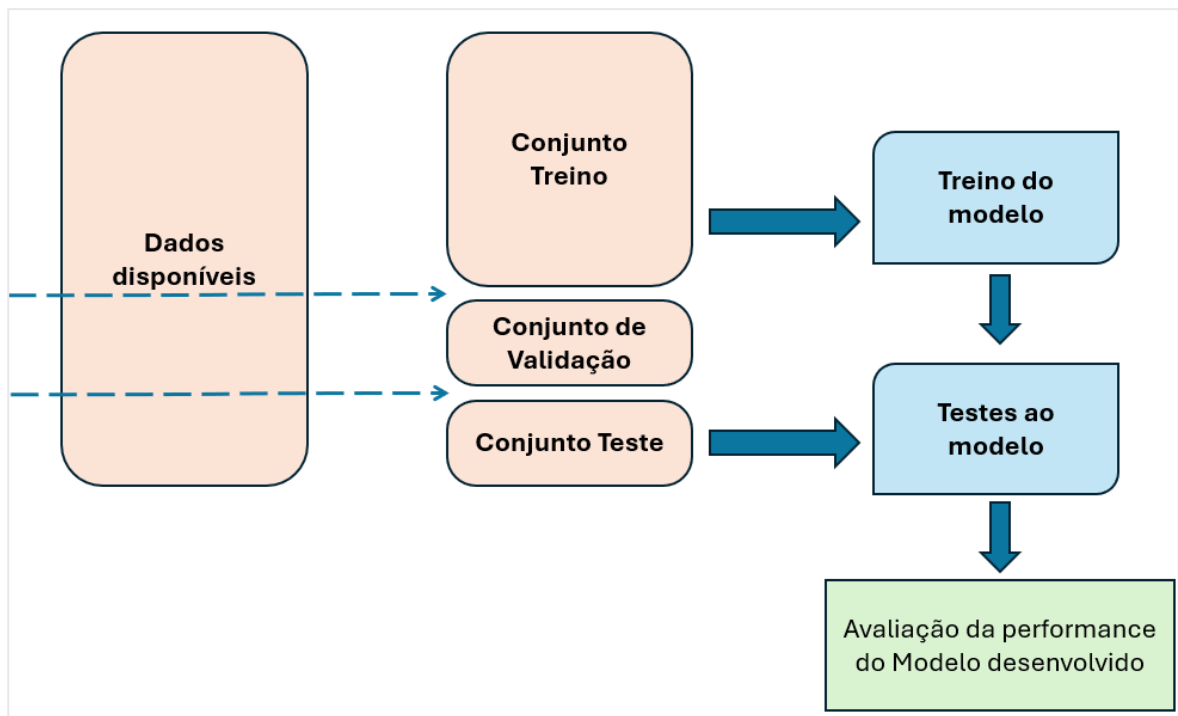 Dados
disponíveis
Conjunto
Treino
Conjunto de
Validação
Conjunto Teste
Treino do
modelo
Testes ao
modelo
Avaliação da performance
do Modelo desenvolvido